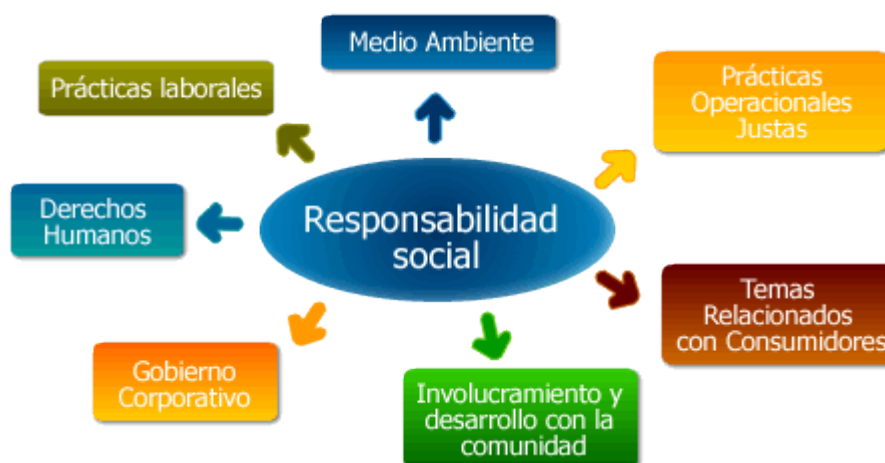 Medio Ambiente
Prácticas laborales
Prácticas
Operacionales
Justas
Derechos
Humanos
Responsabilidad
social
Temas
Relacionados
con Consumidores
Gobierno
Corporativo
Involucramiento y
desarrollo con la
comunidad